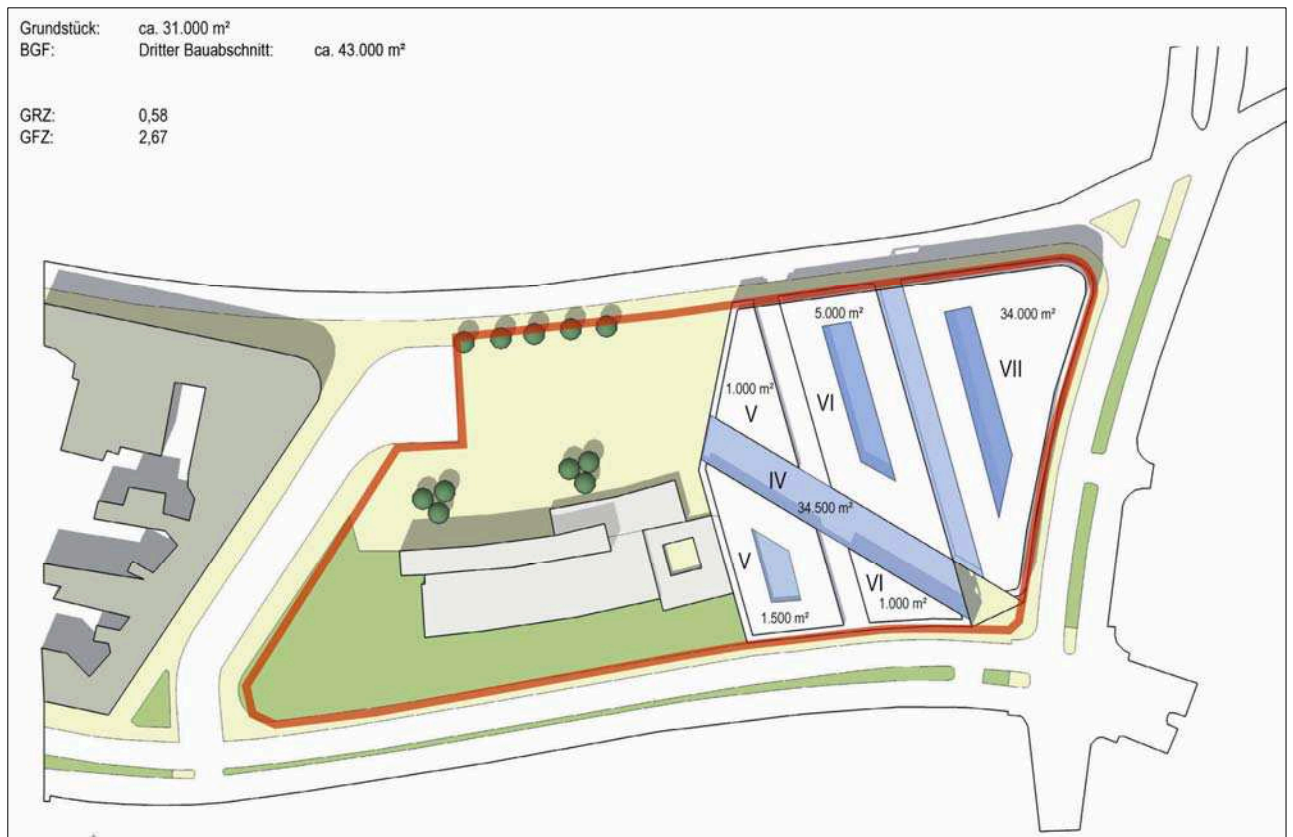 Grundstück: ca. 31.000 m²
BGF: Dritter Bauabschnitt: ca. 43.000 m²
GRZ: 0,58
GFZ: 2,67
5.000 m²
34.000 m²
VII
1.000 m²
V
VI
IV
34.500 m²
V
VI
1.000 m²
1.500 m²